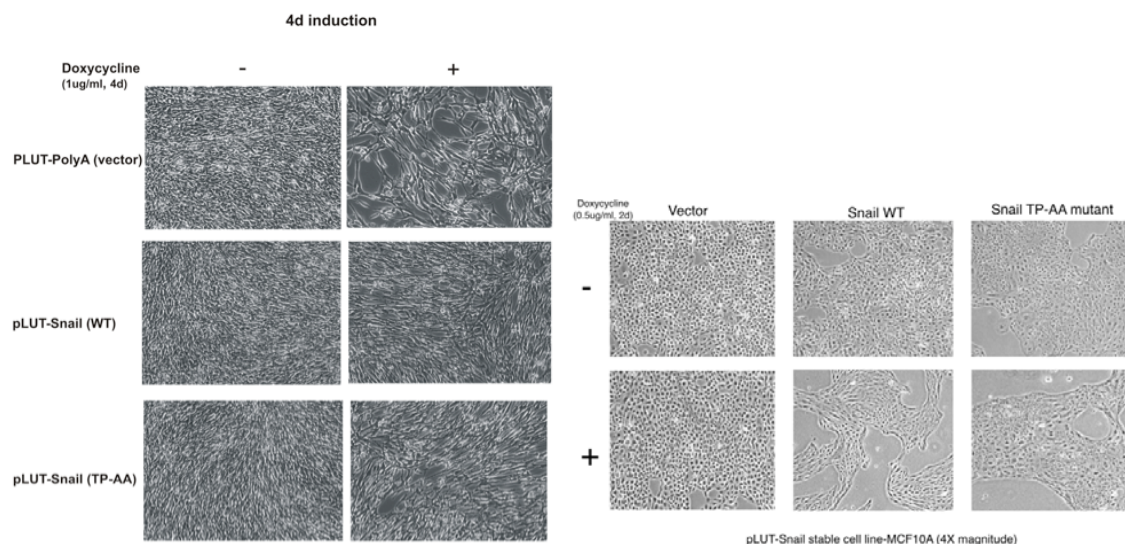 4d induction
Doxycycline - +
(1ug/ml, 4d)
PLUT-PolyA (vector)
pLUT-Snail (WT)
pLUT-Snail (TP-AA)
Doxycycline
(0.5ug/ml, 2d)
Vector Snail WT Snail TP-AA mutant
-
+
pLUT-Snail stable cell line-MCF10A (4X magnitude)